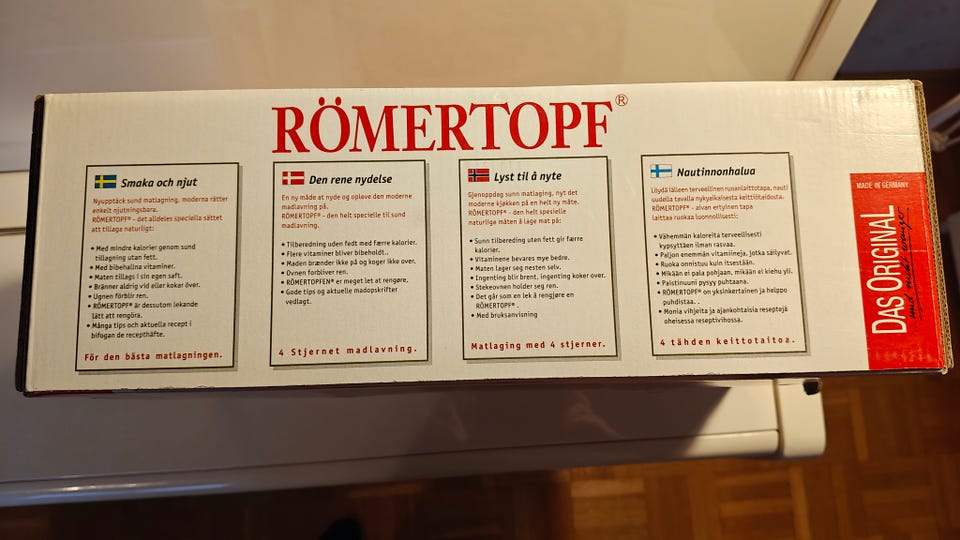 RÖMERTOPF®
Smaka och njut
Nyupptäck sund matlagning, moderna rätter
enkelt njutningsbara.
RÖMERTOPF® - det alldeles speciella sättet
att tillaga naturligt:
• Med mindre kalorier genom sund
tillagning utan fett.
• Med bibehallna vitaminer.
• Maten tillags i sin egen saft.
• Bränner aldrig vid eller kokar över.
• Ugnen förblir ren.
• RÖMERTOPF® är dessutom lekande
lätt att rengöra.
• Många tips och aktuella recept i
bifogan de recepthäfte.
För den bästa matlagningen.
Den rene nydelse
En ny måde at nyde og opleve den moderne
madlavning på.
RÖMERTOPF® - den helt specielle til sund
madlavning.
• Tilberedning uden fedt med færre kalorier.
• Flere vitaminer bliver bibeholdt..
• Maden brænder ikke på og koger ikke over.
• Ovnen forbliver ren.
• RÖMERTOPFEN® er meget let at rengøre.
• Gode tips og aktuelle madopskrifter
vedlagt.
4 Stjernet madlavning.
Lyst til å nyte
Gjenoppdag sunn matlaging, nyt det
moderne kjøkken på en helt ny måte.
RÖMERTOPF® - den helt spesielle
naturlige måten å lage mat på:
• Sunn tilbereding uten fett gir færre
kalorier.
• Vitaminene bevares mye bedre.
• Maten lager seg nesten selv.
• Ingenting blir brent, ingenting koker over.
• Stekeovnen holder seg ren.
• Det går som en lek å rengjøre en
RÖMERTOPF® .
• Med bruksanvisning
Matlaging med 4 stjerner.
Nautinnonhalua
Löydä jälleen terveellinen ruoanlaittotapa, nauti
uudella tavalla nykyaikaisesta keittiötaidosta.
RÖMERTOPF® - aivan erityinen tapa
laittaa ruokaa luonnollisesti:
• Vähemmän kaloreita terveellisesti
kypsyttäen ilman rasvaa.
• Paljon enemmän vitamiineja, jotka säilyvät.
• Ruoka onnistuu kuin itsestään.
• Mikään ei pala pohjaan, mikään ei kiehu yli.
• Paistinuuni pysyy puhtaana.
• RÖMERTOPF® on yksinkertainen ja helppo
puhdistaa. .
• Monia vihjeita ja ajankohtaisia reseptejä
oheisessa reseptivihossa.
4 tähden keittotaitoa.
MADE IN GERMANY
DAS ORIGINAL